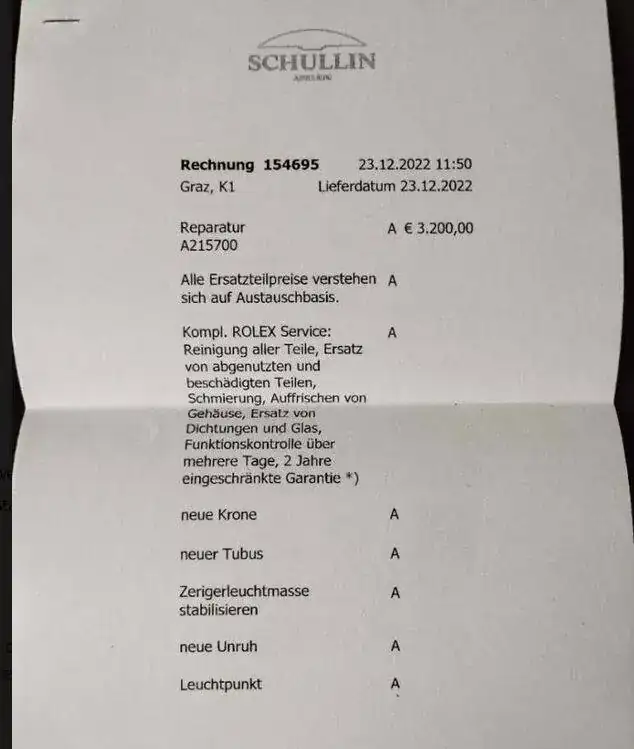 SCHULLIN
Rechnung 154695 23.12.2022 11:50
Graz, K1 Lieferdatum 23.12.2022
Reparatur A € 3.200,00
A215700
Alle Ersatzteilpreise verstehen A
sich auf Austauschbasis.
Kompl. ROLEX Service: A
Reinigung aller Teile, Ersatz
von abgenutzten und
beschädigten Teilen,
Schmierung, Auffrischen von
Gehäuse, Ersatz von
Dichtungen und Glas,
Funktionskontrolle über
mehrere Tage, 2 Jahre
eingeschränkte Garantie *)
neue Krone A
neuer Tubus A
Zerigerleuchtmasse A
stabilisieren
neue Unruh A
Leuchtpunkt A